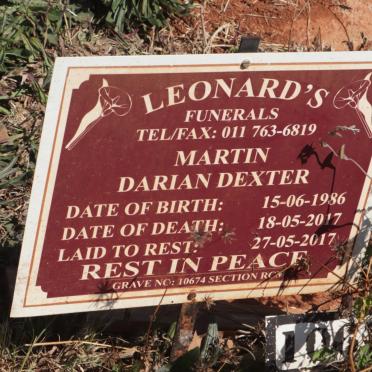 LEONARD'S
FUNERALS
TEL/FAX: 011 763-6819
MARTIN
DARIAN DEXTER
DATE OF BIRTH: 15-06-1986
DATE OF DEATH: 18-05-2017
LAID TO REST: 27-05-2017
REST IN PEACE
GRAVE NO: 10674 SECTION